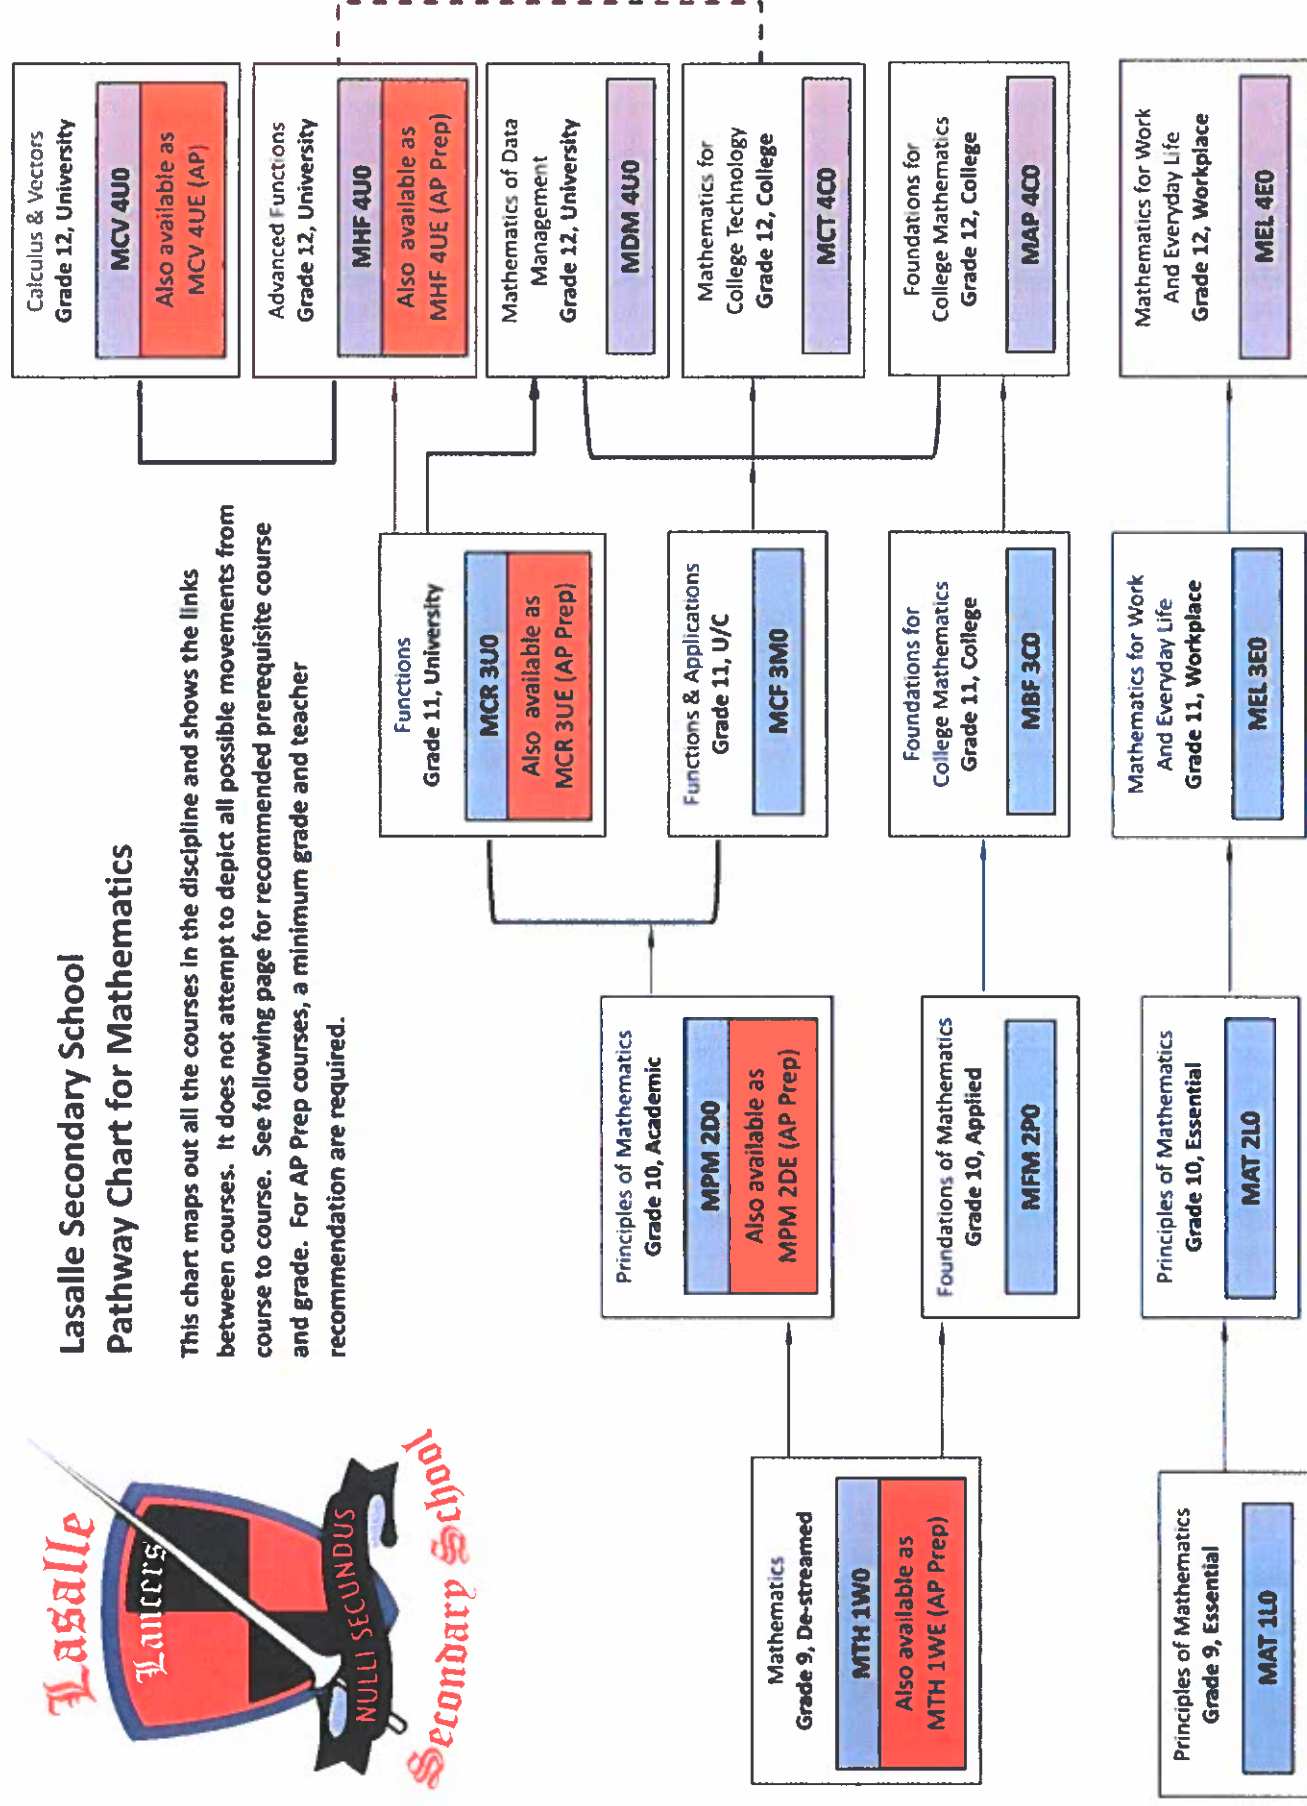 Lasalle
Lancers
NULLI SECUNDUS
Secondary School
Lasalle Secondary School
Pathway Chart for Mathematics
This chart maps out all the courses in the discipline and shows the links
between courses. It does not attempt to depict all possible movements from
course to course. See following page for recommended prerequisite course
and grade. For AP Prep courses, a minimum grade and teacher
recommendation are required.
Mathematics
Grade 9, De-streamed
MTH 1W0
Also available as
MTH 1WE (AP Prep)
Principles of Mathematics
Grade 9, Essential
MAT 1L0
Principles of Mathematics
Grade 10, Academic
MPM 2D0
Also available as
MPM 2DE (AP Prep)
Foundations of Mathematics
Grade 10, Applied
MFM 2P0
Principles of Mathematics
Grade 10, Essential
MAT 2L0
Functions
Grade 11, University
MCR 3U0
Also available as
MCR 3UE (AP Prep)
Functions & Applications
Grade 11, U/C
MCF 3M0
Foundations for
College Mathematics
Grade 11, College
MBF 3C0
Mathematics for Work
And Everyday Life
Grade 11, Workplace
MEL 3E0
Calculus & Vectors
Grade 12, University
MCV 4U0
Also available as
MCV 4UE (AP)
Advanced Functions
Grade 12, University
MHF 4U0
Also available as
MHF 4UE (AP Prep)
Mathematics of Data
Management
Grade 12, University
MDM 4U0
Mathematics for
College Technology
Grade 12, College
MCT 4C0
Foundations for
College Mathematics
Grade 12, College
MAP 4C0
Mathematics for Work
And Everyday Life
Grade 12, Workplace
MEL 4E0